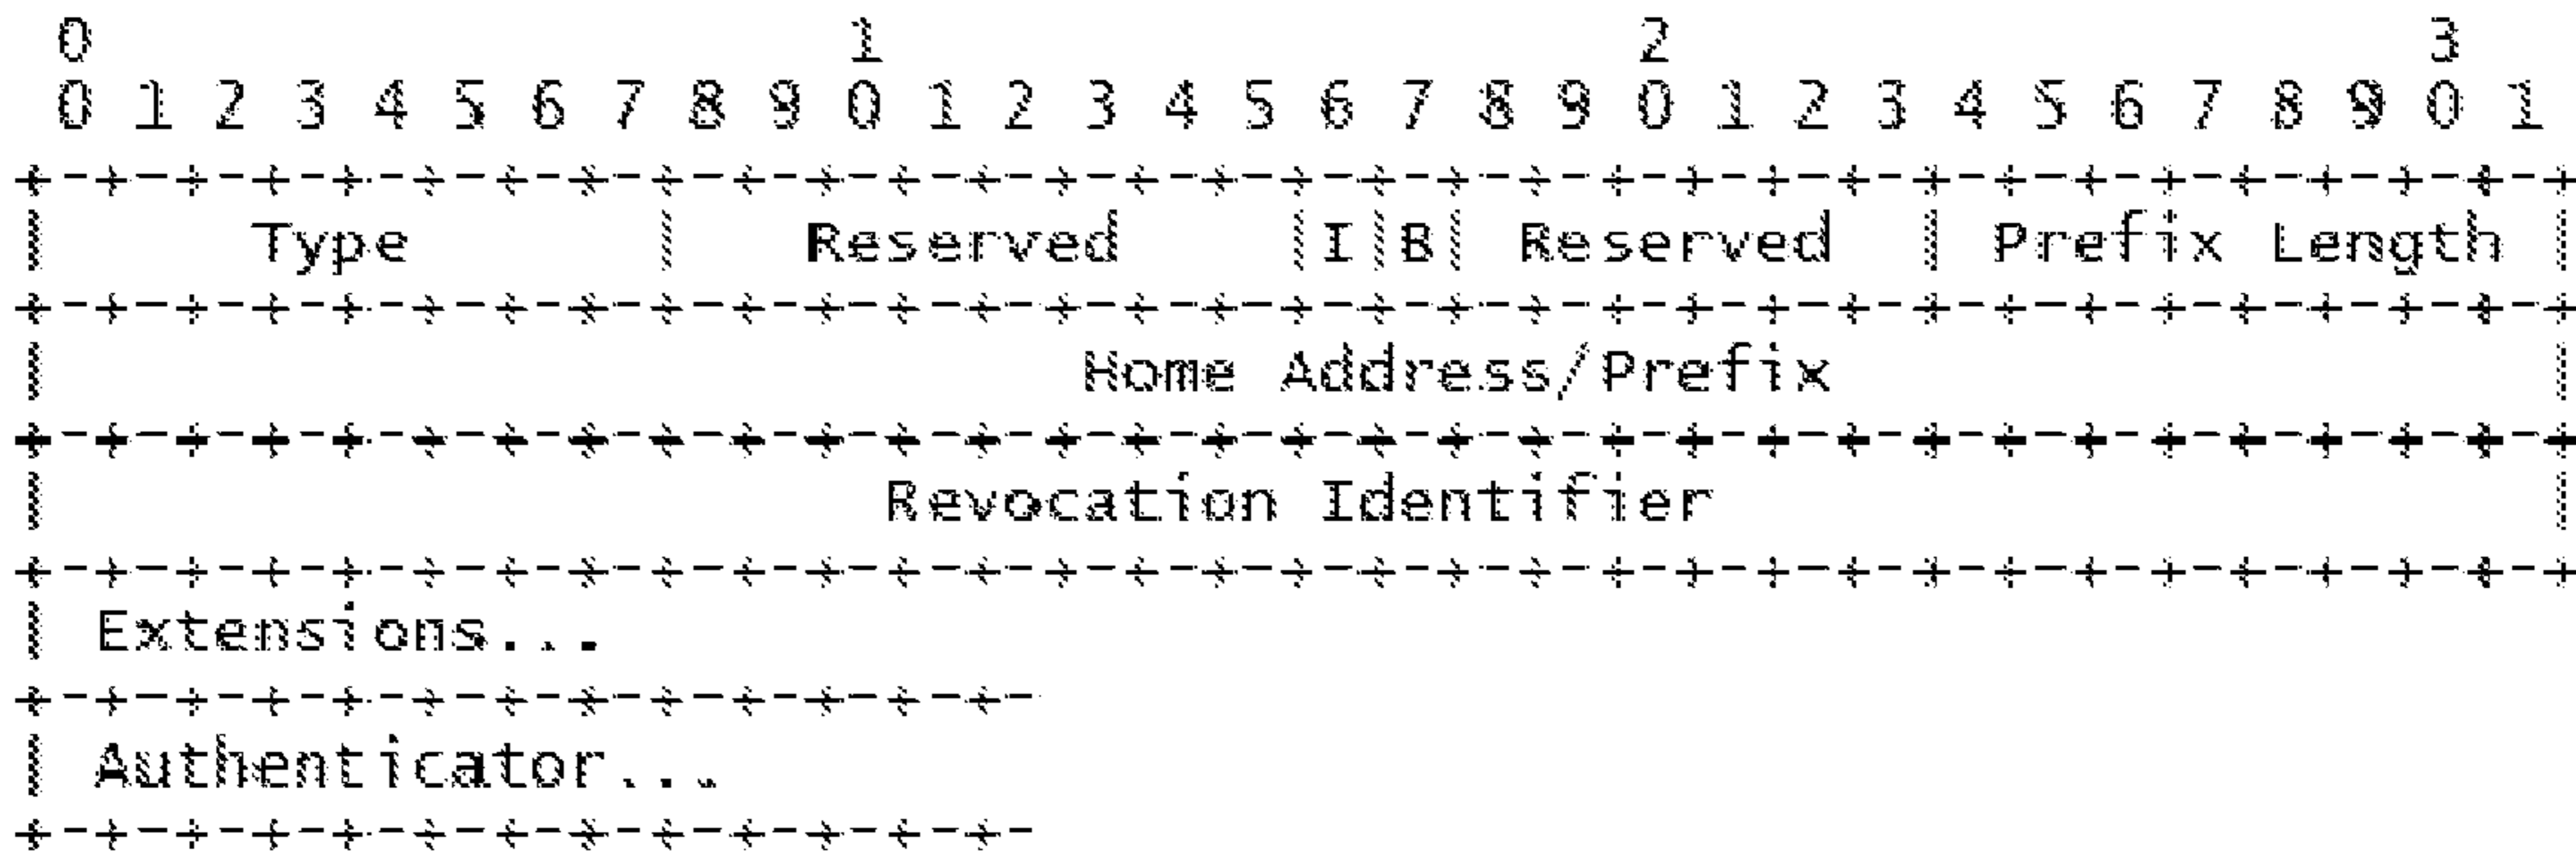 0                   1                   2                   3
 0 1 2 3 4 5 6 7 8 9 0 1 2 3 4 5 6 7 8 9 0 1 2 3 4 5 6 7 8 9 0 1
+-+-+-+-+-+-+-+-+-+-+-+-+-+-+-+-+-+-+-+-+-+-+-+-+-+-+-+-+-+-+-+-+
|     Type      |   Reserved    |I|B| Reserved  | Prefix Length |
+-+-+-+-+-+-+-+-+-+-+-+-+-+-+-+-+-+-+-+-+-+-+-+-+-+-+-+-+-+-+-+-+
|                          Home Address/Prefix                  |
+-+-+-+-+-+-+-+-+-+-+-+-+-+-+-+-+-+-+-+-+-+-+-+-+-+-+-+-+-+-+-+-+
|                     Revocation Identifier                     |
+-+-+-+-+-+-+-+-+-+-+-+-+-+-+-+-+-+-+-+-+-+-+-+-+-+-+-+-+-+-+-+-+
| Extensions...
+-+-+-+-+-+-+-+-+-+-+-+-+-
| Authenticator...
+-+-+-+-+-+-+-+-+-+-+-+-+-